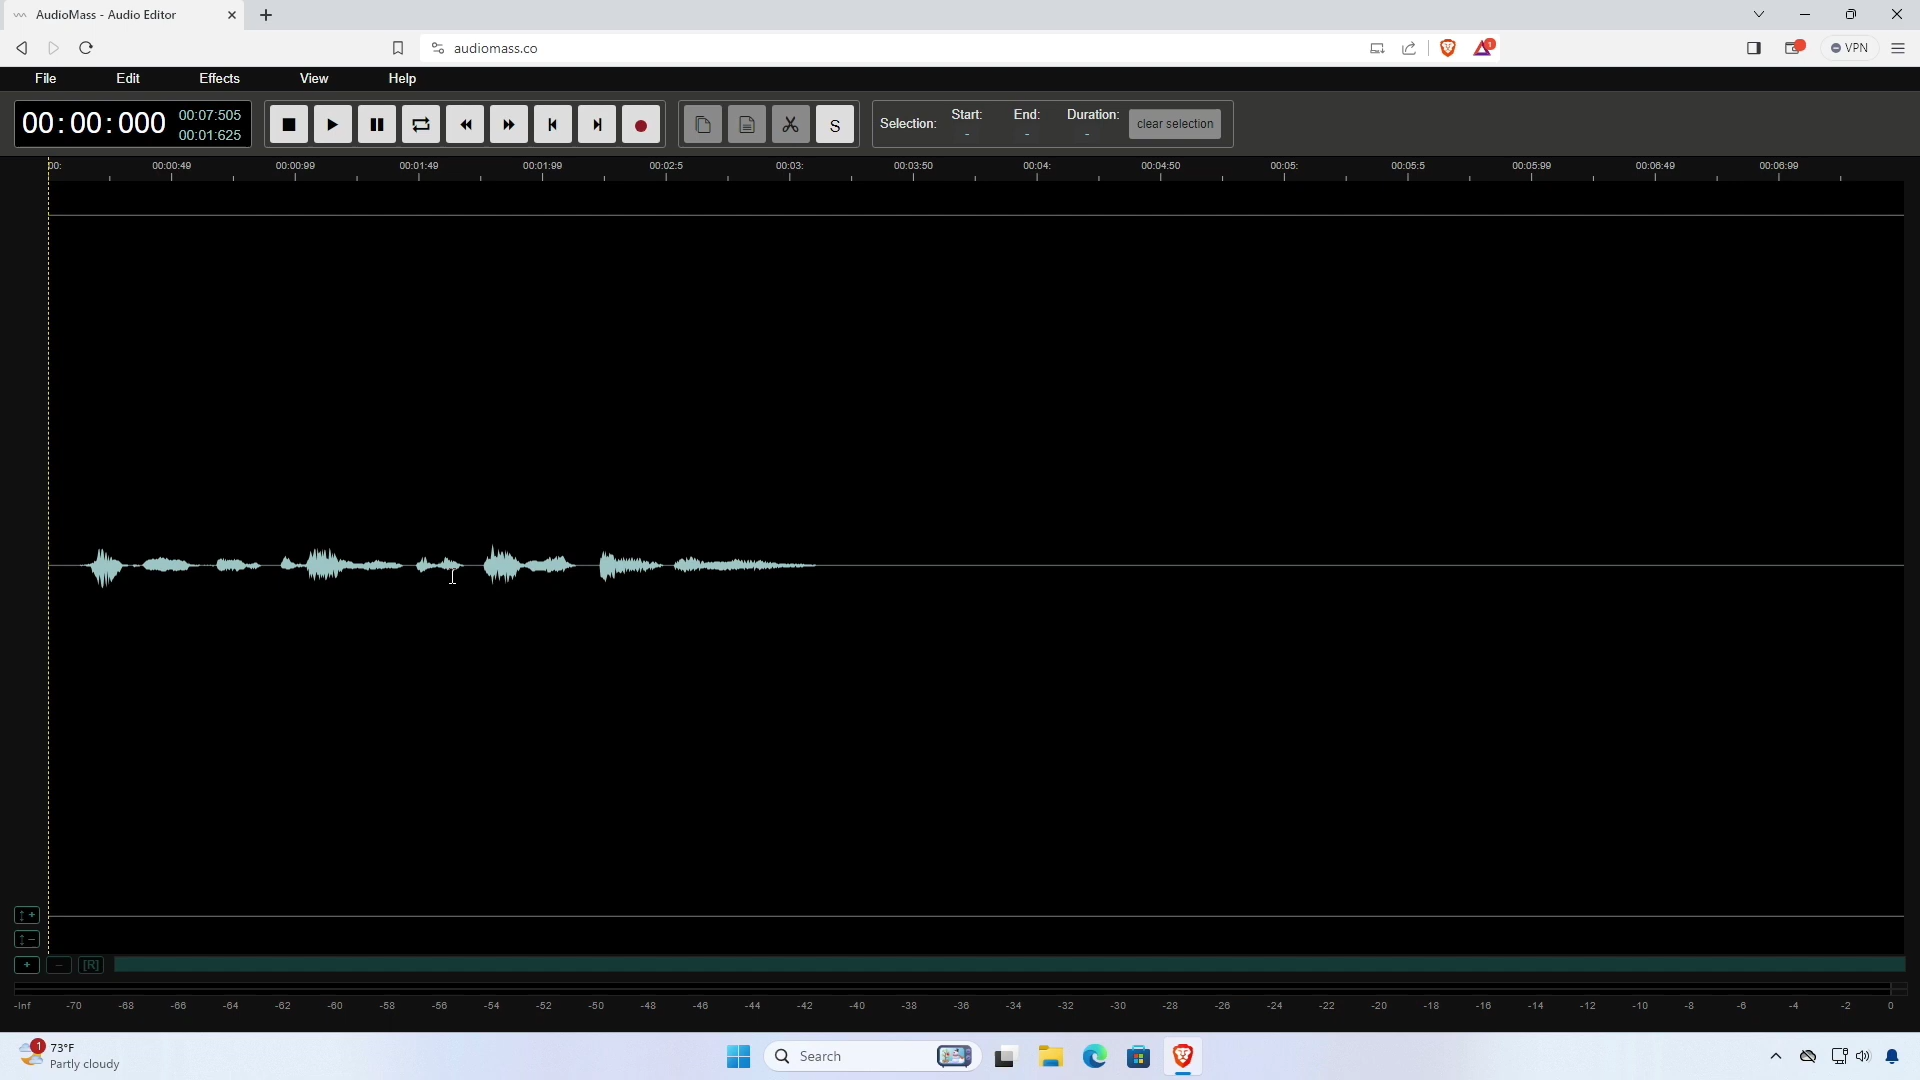 AudioMass - Audio Editor
audiomass.co
1
VPN
File Edit Effects View Help
00:00:000
00:07:505
00:01:625
S
Selection:
Start: End: Duration:
- - -
clear selection
00: 00:00:49 00:00:99 00:01:49 00:01:99 00:02:5 00:03: 00:03:50 00:04: 00:04:50 00:05: 00:05:5 00:05:99 00:06:49 00:06:99
[R]
-Inf -70 -68 -66 -64 -62 -60 -58 -56 -54 -52 -50 -48 -46 -44 -42 -40 -38 -36 -34 -32 -30 -28 -26 -24 -22 -20 -18 -16 -14 -12 -10 -8 -6 -4 -2 0
1
73°F
Partly cloudy
Search